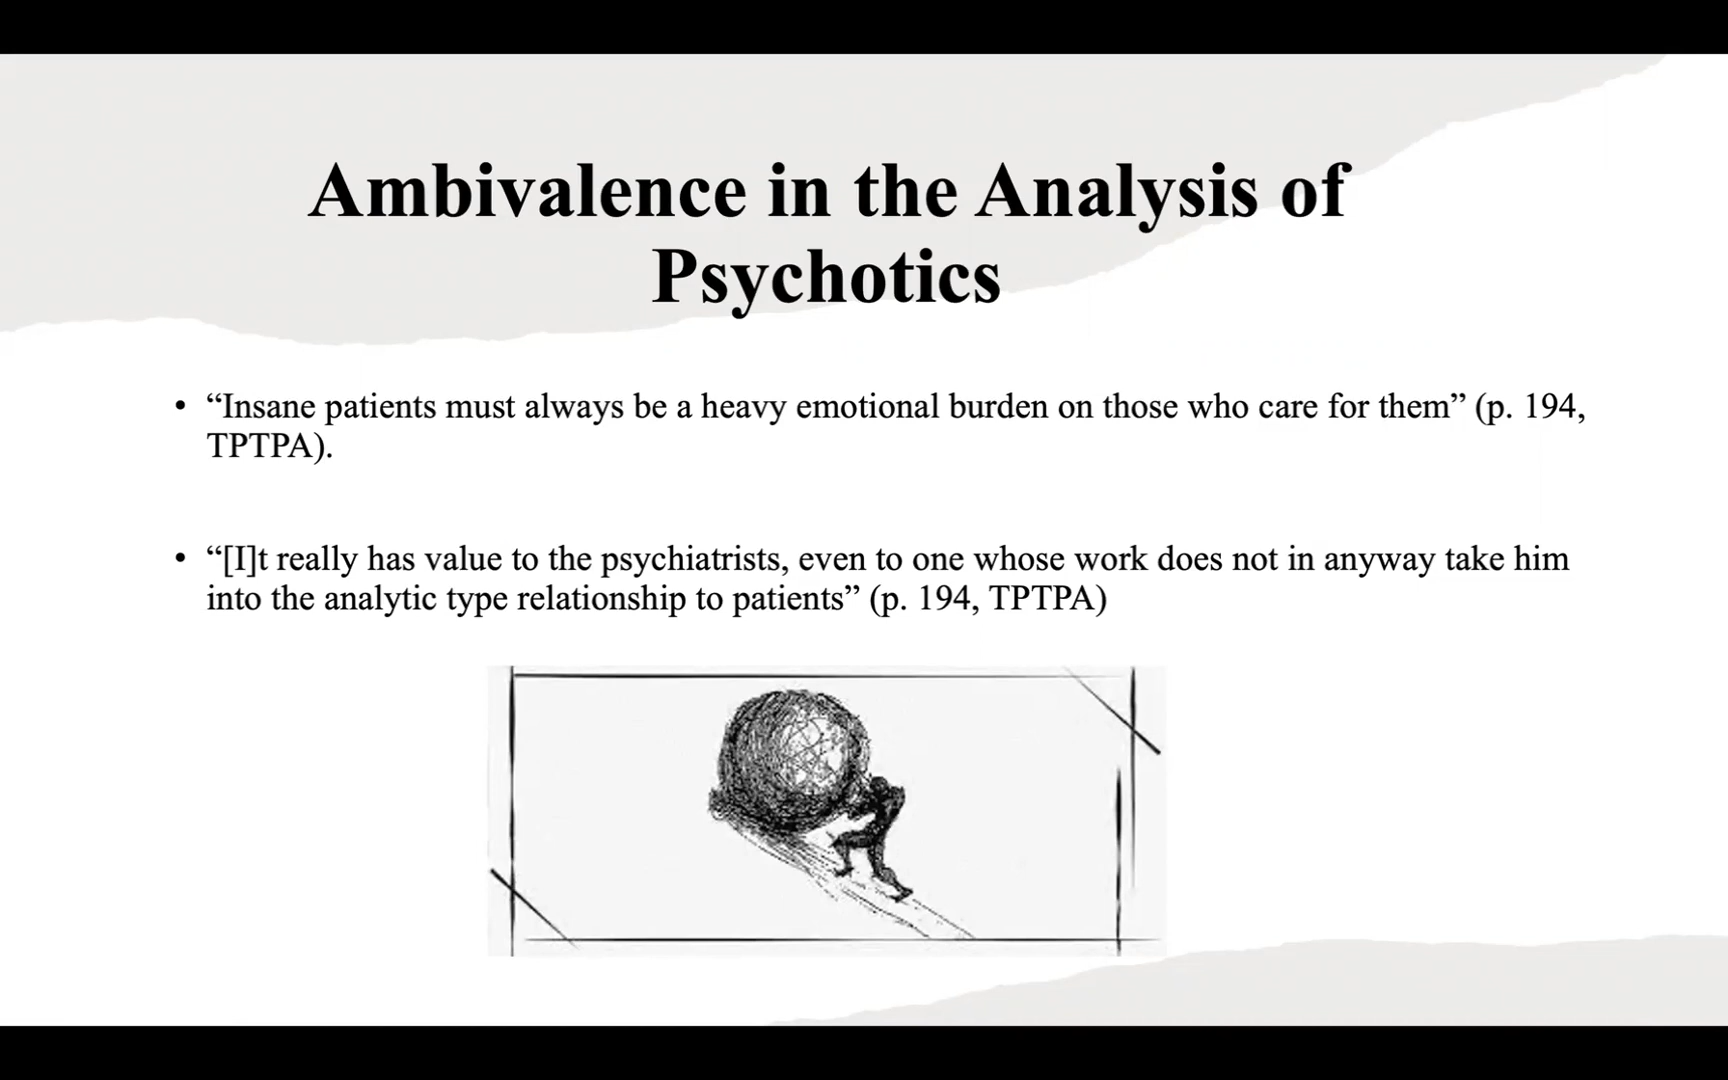 Ambivalence in the Analysis of
Psychotics
• “Insane patients must always be a heavy emotional burden on those who care for them” (p. 194,
TPTPA).
• “[I]t really has value to the psychiatrists, even to one whose work does not in anyway take him
into the analytic type relationship to patients” (p. 194, TPTPA)